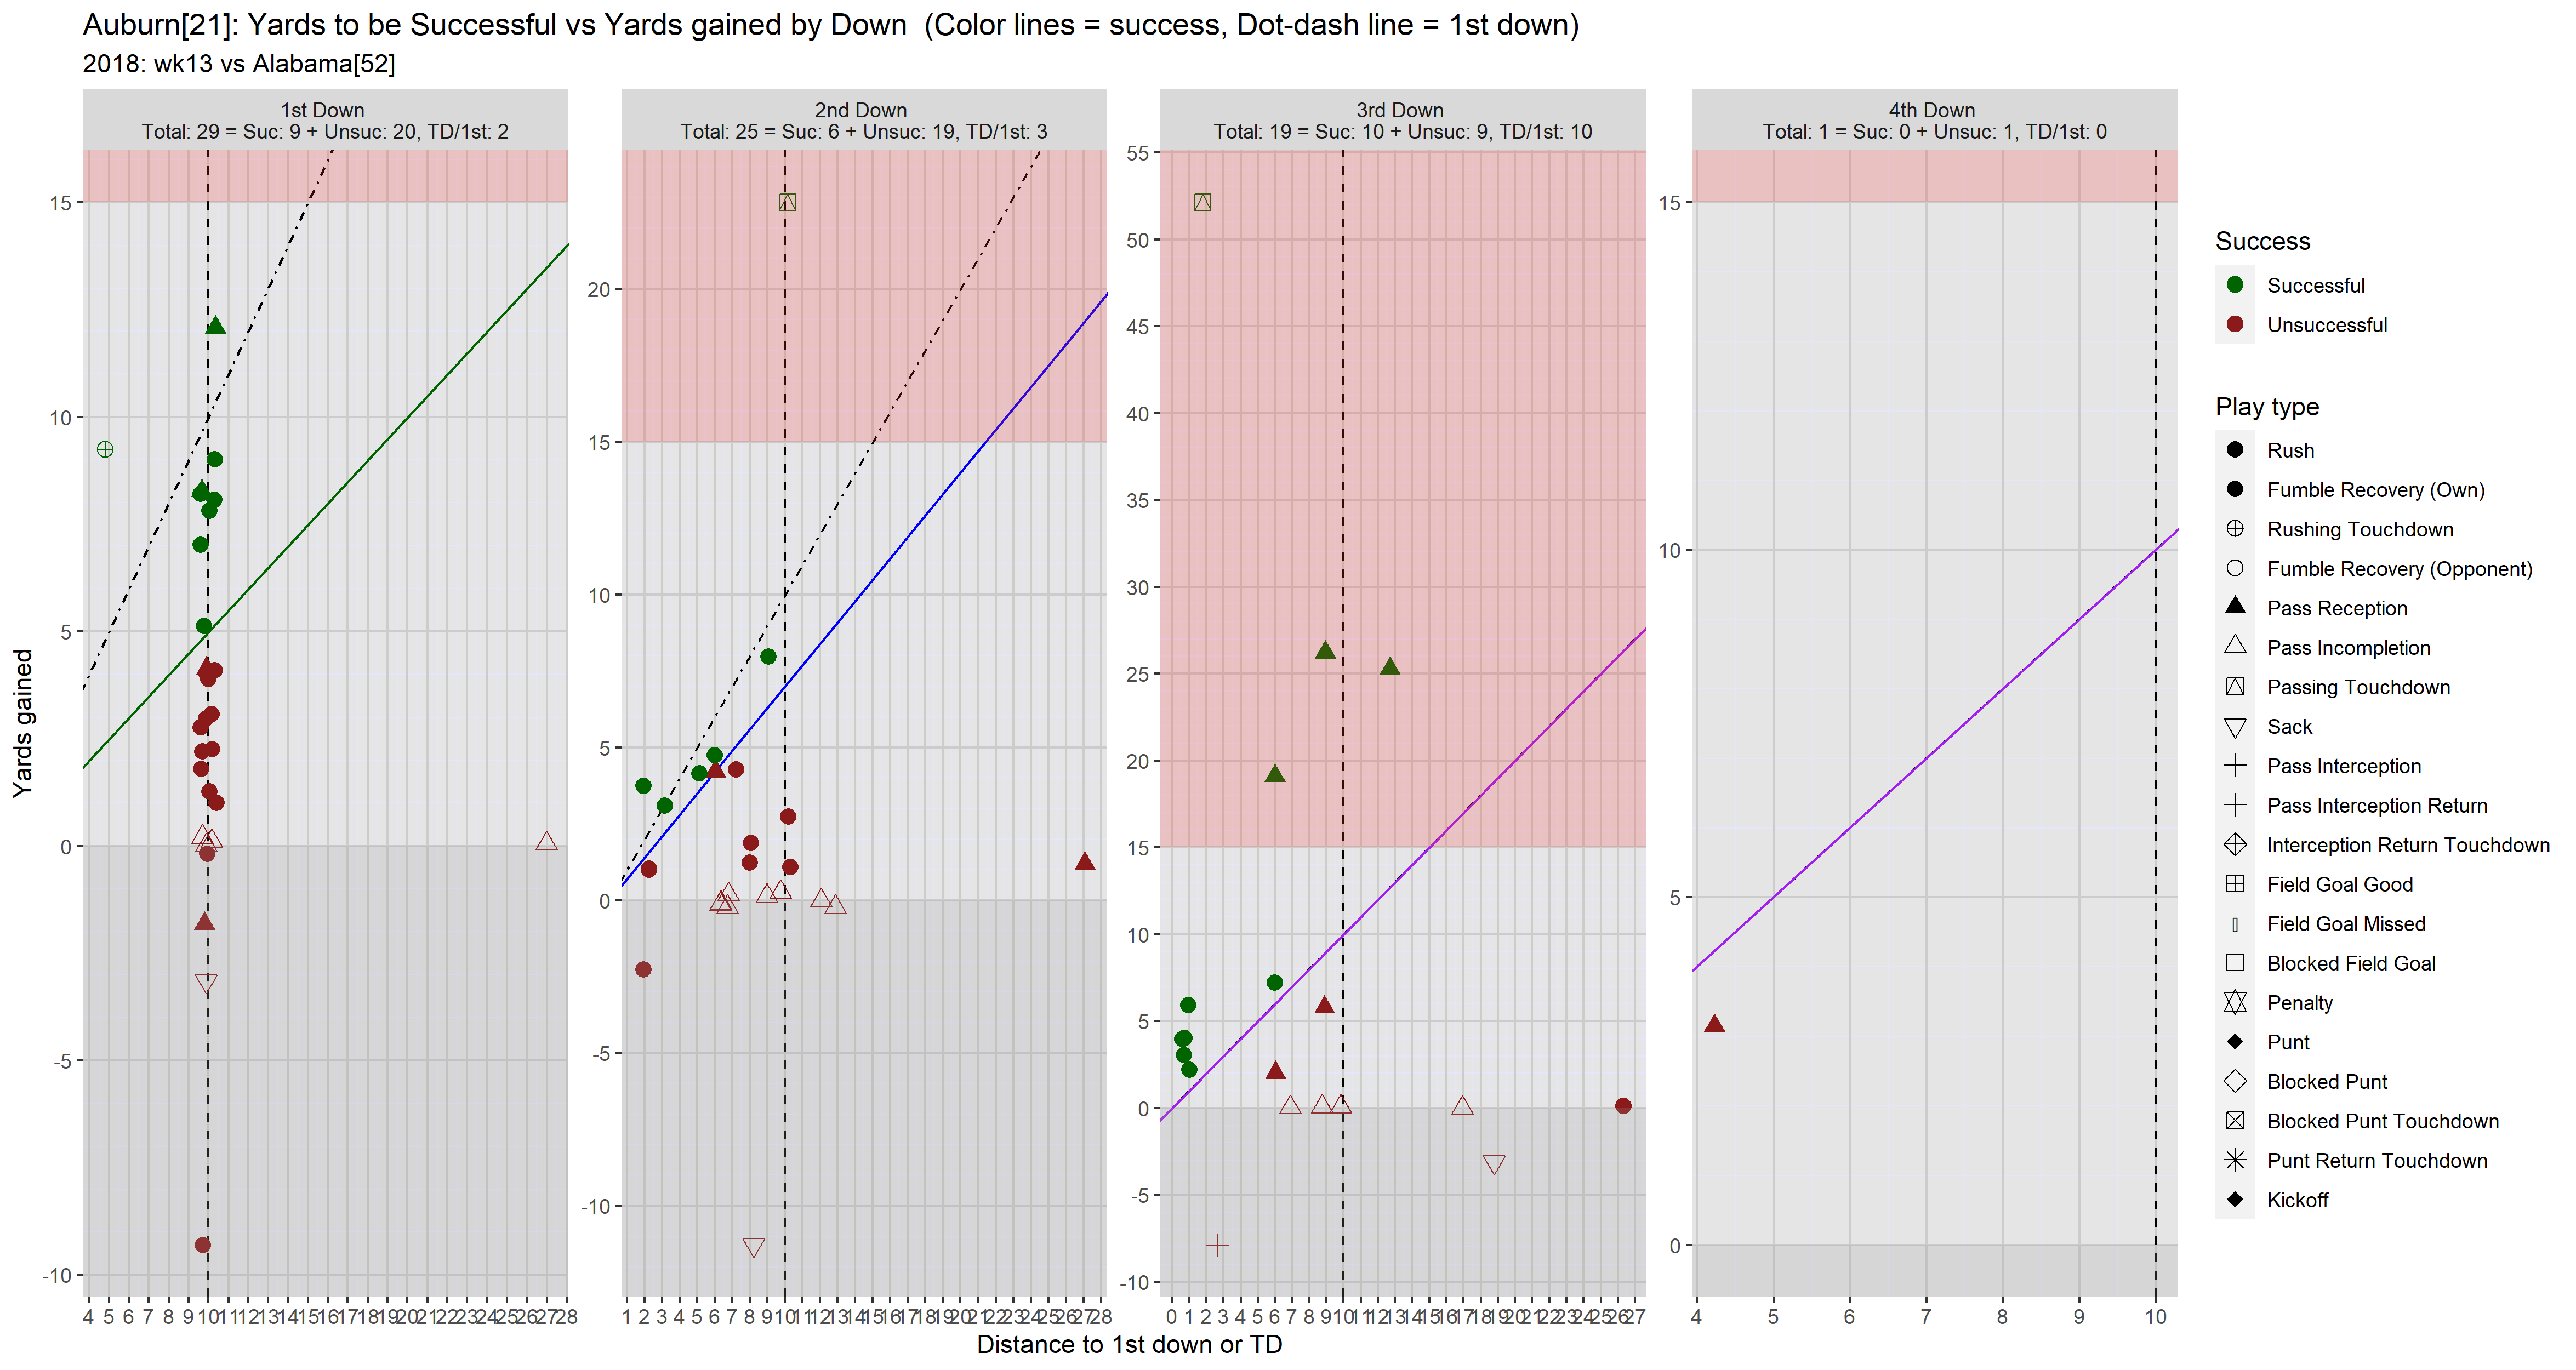 Auburn[21]: Yards to be Successful vs Yards gained by Down  (Color lines = success, Dot-dash line = 1st down)
2018: wk13 vs Alabama[52]
1st Down
Total: 29 = Suc: 9 + Unsuc: 20, TD/1st: 2
2nd Down
Total: 25 = Suc: 6 + Unsuc: 19, TD/1st: 3
3rd Down
Total: 19 = Suc: 10 + Unsuc: 9, TD/1st: 10
4th Down
Total: 1 = Suc: 0 + Unsuc: 1, TD/1st: 0
Yards gained
15
10
5
0
-5
-10
4 5 6 7 8 9 10 11 12 13 14 15 16 17 18 19 20 21 22 23 24 25 26 27 28
20
15
10
5
0
-5
-10
1 2 3 4 5 6 7 8 9 10 11 12 13 14 15 16 17 18 19 20 21 22 23 24 25 26 27 28
55
50
45
40
35
30
25
20
15
10
5
0
-5
-10
0 1 2 3 4 5 6 7 8 9 10 11 12 13 14 15 16 17 18 19 20 21 22 23 24 25 26 27
15
10
5
0
4 5 6 7 8 9 10
Distance to 1st down or TD
Success
Successful
Unsuccessful
Play type
Rush
Fumble Recovery (Own)
Rushing Touchdown
Fumble Recovery (Opponent)
Pass Reception
Pass Incompletion
Passing Touchdown
Sack
Pass Interception
Pass Interception Return
Interception Return Touchdown
Field Goal Good
Field Goal Missed
Blocked Field Goal
Penalty
Punt
Blocked Punt
Blocked Punt Touchdown
Punt Return Touchdown
Kickoff